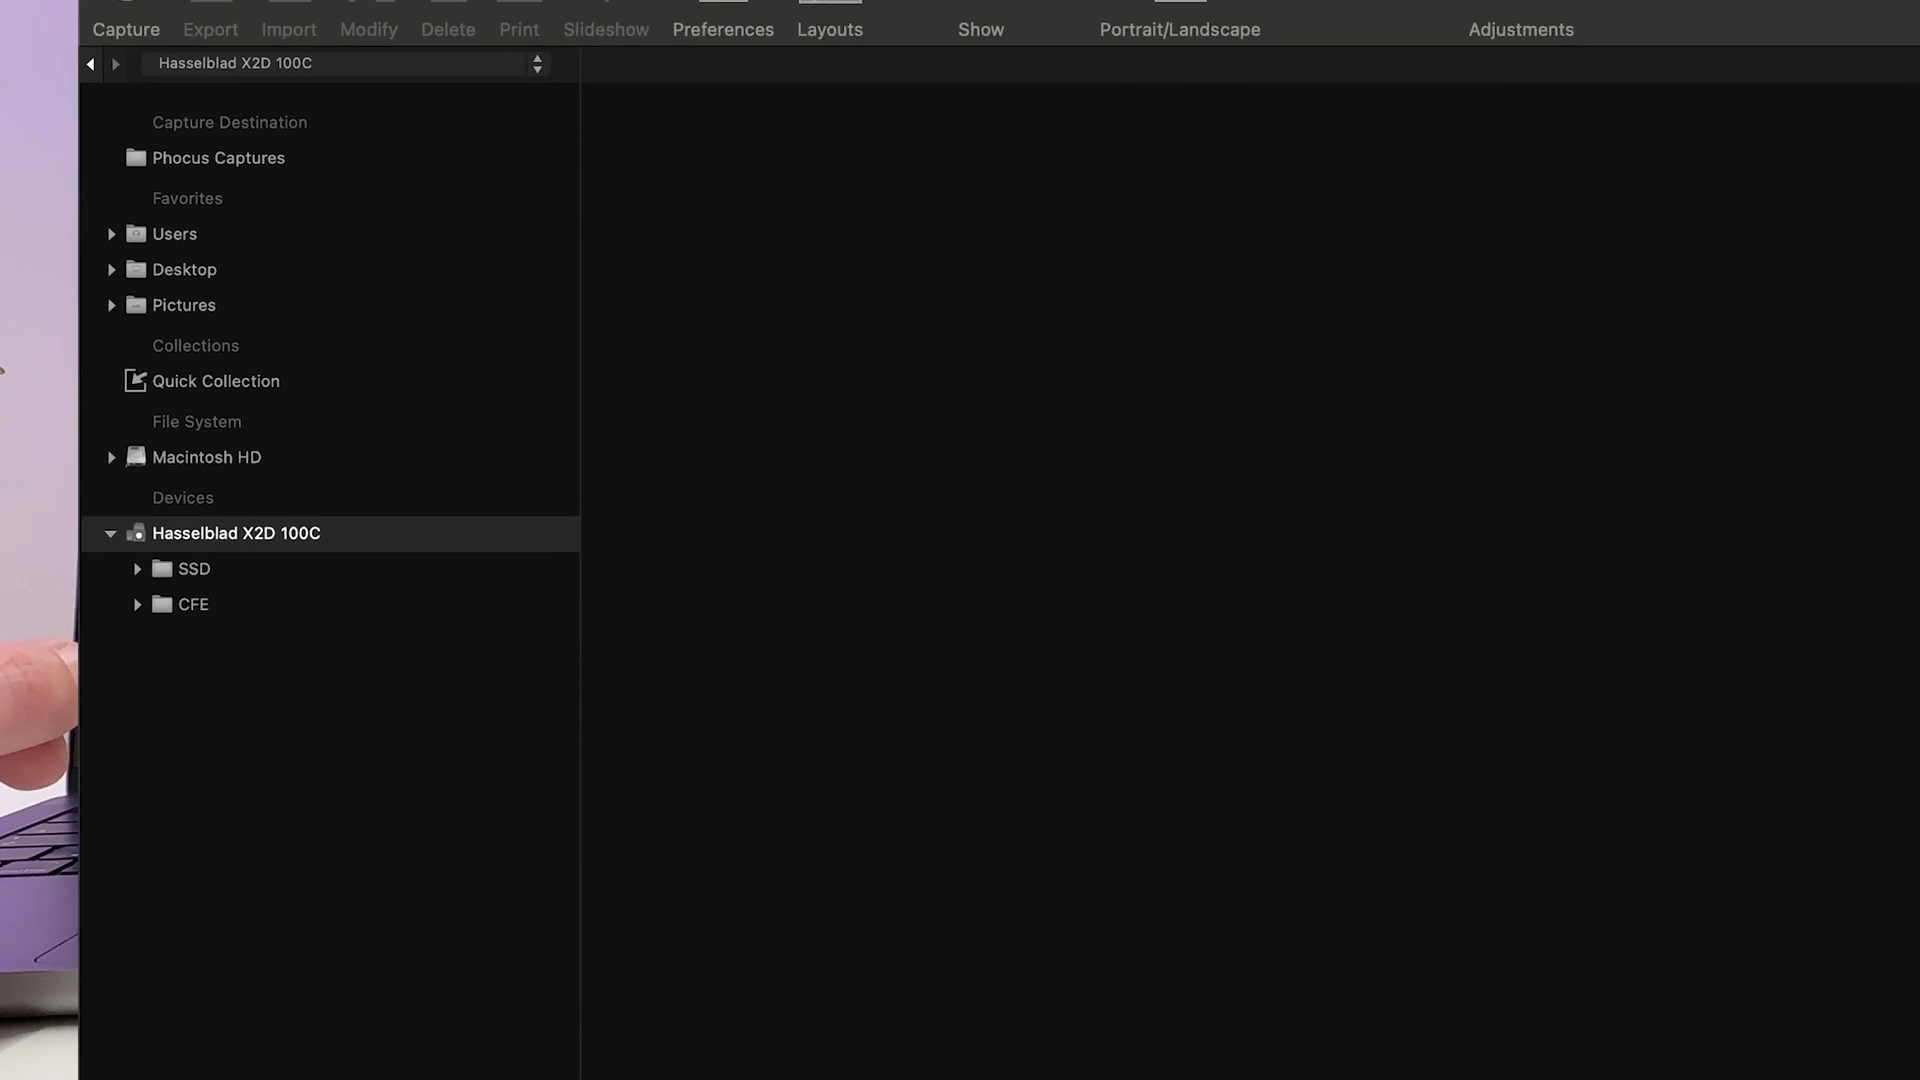 Capture Export Import Modify Delete Print Slideshow Preferences Layouts Show Portrait/Landscape Adjustments
Hasselblad X2D 100C
Capture Destination
Phocus Captures
Favorites
Users
Desktop
Pictures
Collections
Quick Collection
File System
Macintosh HD
Devices
Hasselblad X2D 100C
SSD
CFE